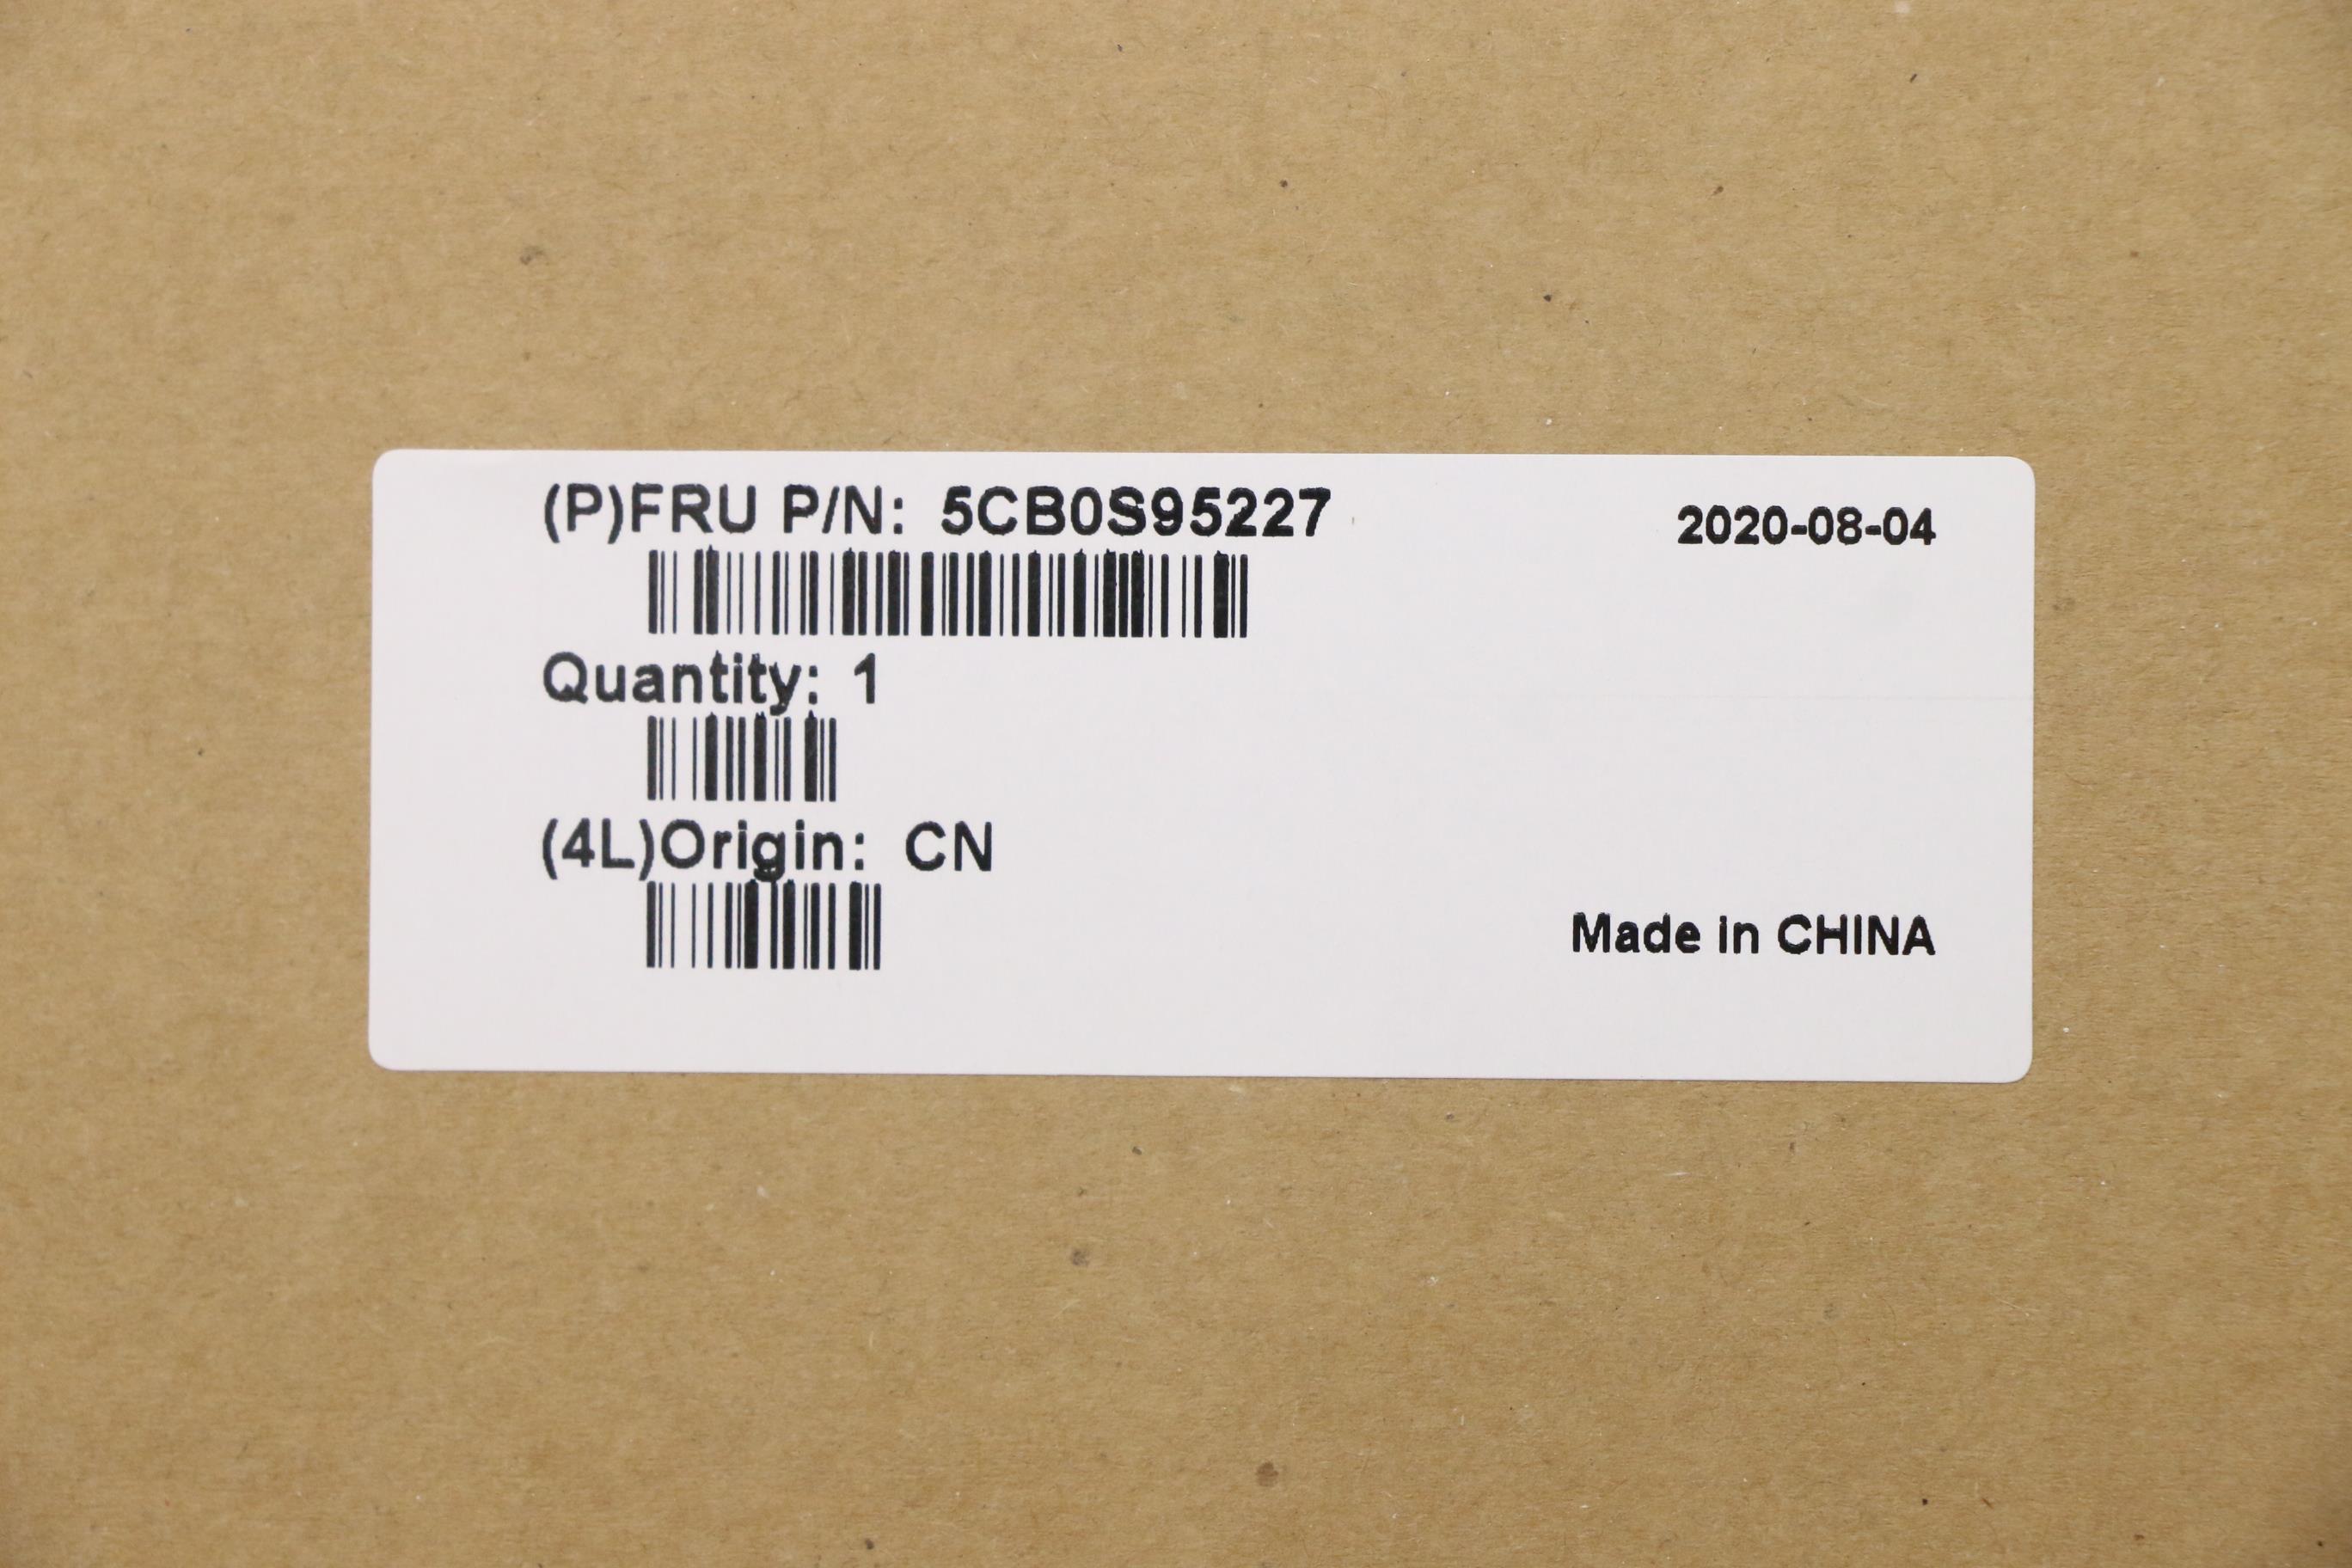 (P)FRU P/N: 5CB0S95227
2020-08-04
Quantity: 1
(4L)Origin: CN
Made in CHINA